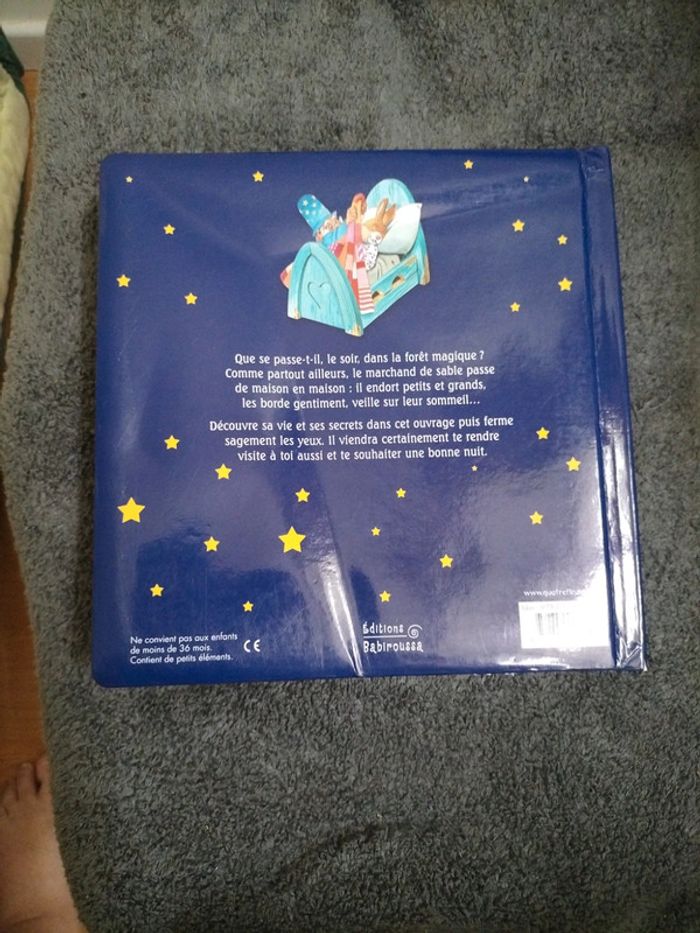 Que se passe-t-il, le soir, dans la forêt magique ?
Comme partout ailleurs, le marchand de sable passe
de maison en maison : il endort petits et grands,
les borde gentiment, veille sur leur sommeil...
Découvre sa vie et ses secrets dans cet ouvrage puis ferme
sagement les yeux. Il viendra certainement te rendre
visite à toi aussi et te souhaiter une bonne nuit.
Ne convient pas aux enfants
de moins de 36 mois.
Contient de petits éléments.
CE
Éditions
Babiroussa